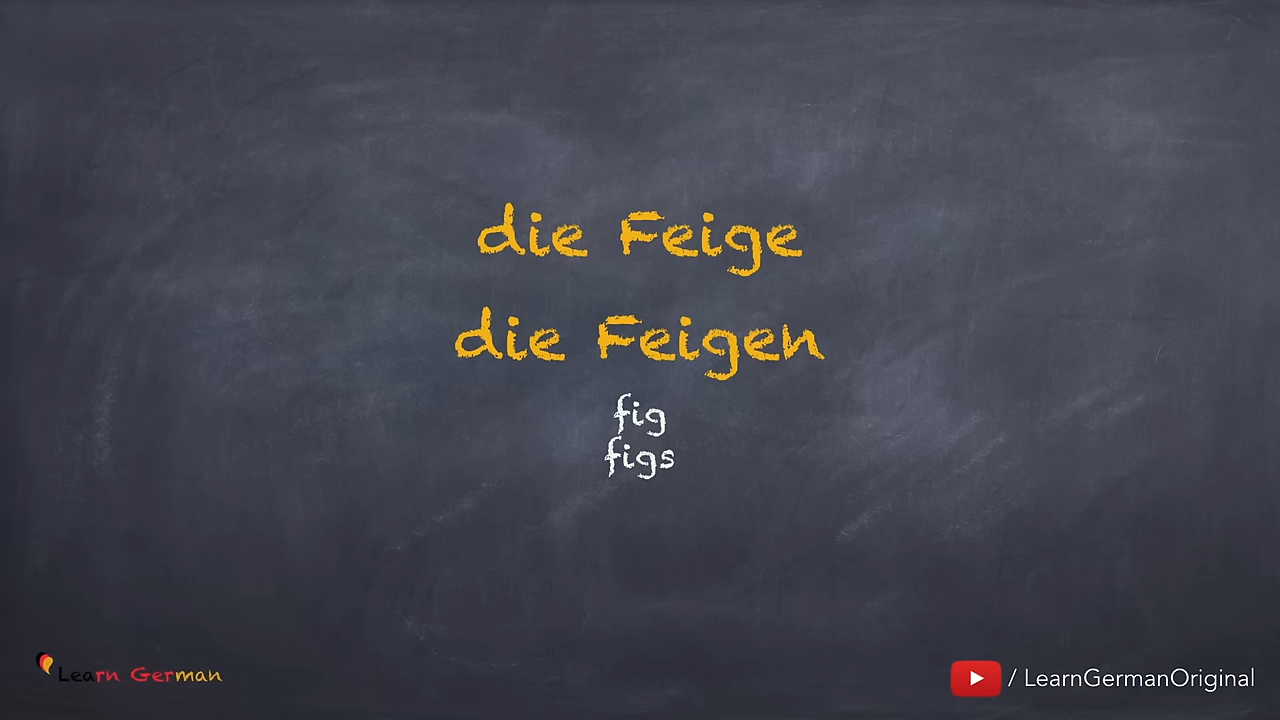 die Feige
die Feigen
fig
figs
Learn German
/ LearnGermanOriginal